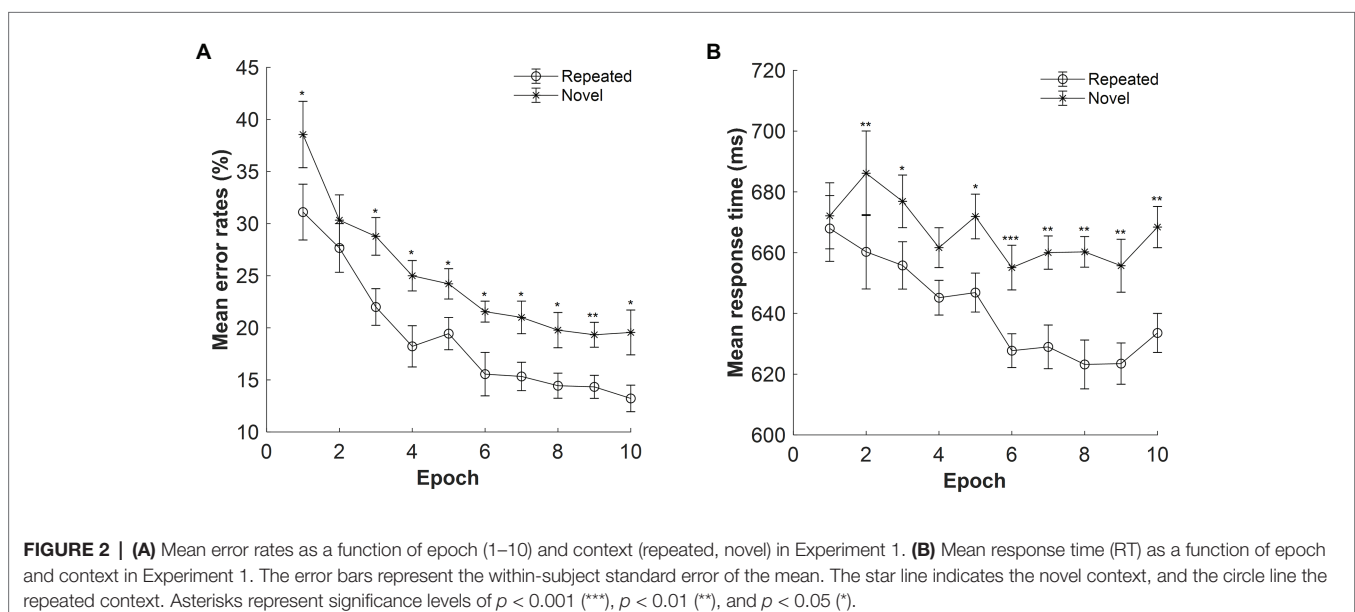 A
45
40
35
30
25
20
15
10
0 2 4 6 8 10
Mean error rates (%)
Epoch
Repeated
Novel
*
*
*
*
*
*
*
**
*
B
720
700
680
660
640
620
600
0 2 4 6 8 10
Mean response time (ms)
Epoch
Repeated
Novel
**
*
*
***
**
**
**
**
FIGURE 2 | (A) Mean error rates as a function of epoch (1–10) and context (repeated, novel) in Experiment 1. (B) Mean response time (RT) as a function of epoch
and context in Experiment 1. The error bars represent the within-subject standard error of the mean. The star line indicates the novel context, and the circle line the
repeated context. Asterisks represent significance levels of p < 0.001 (***), p < 0.01 (**), and p < 0.05 (*).